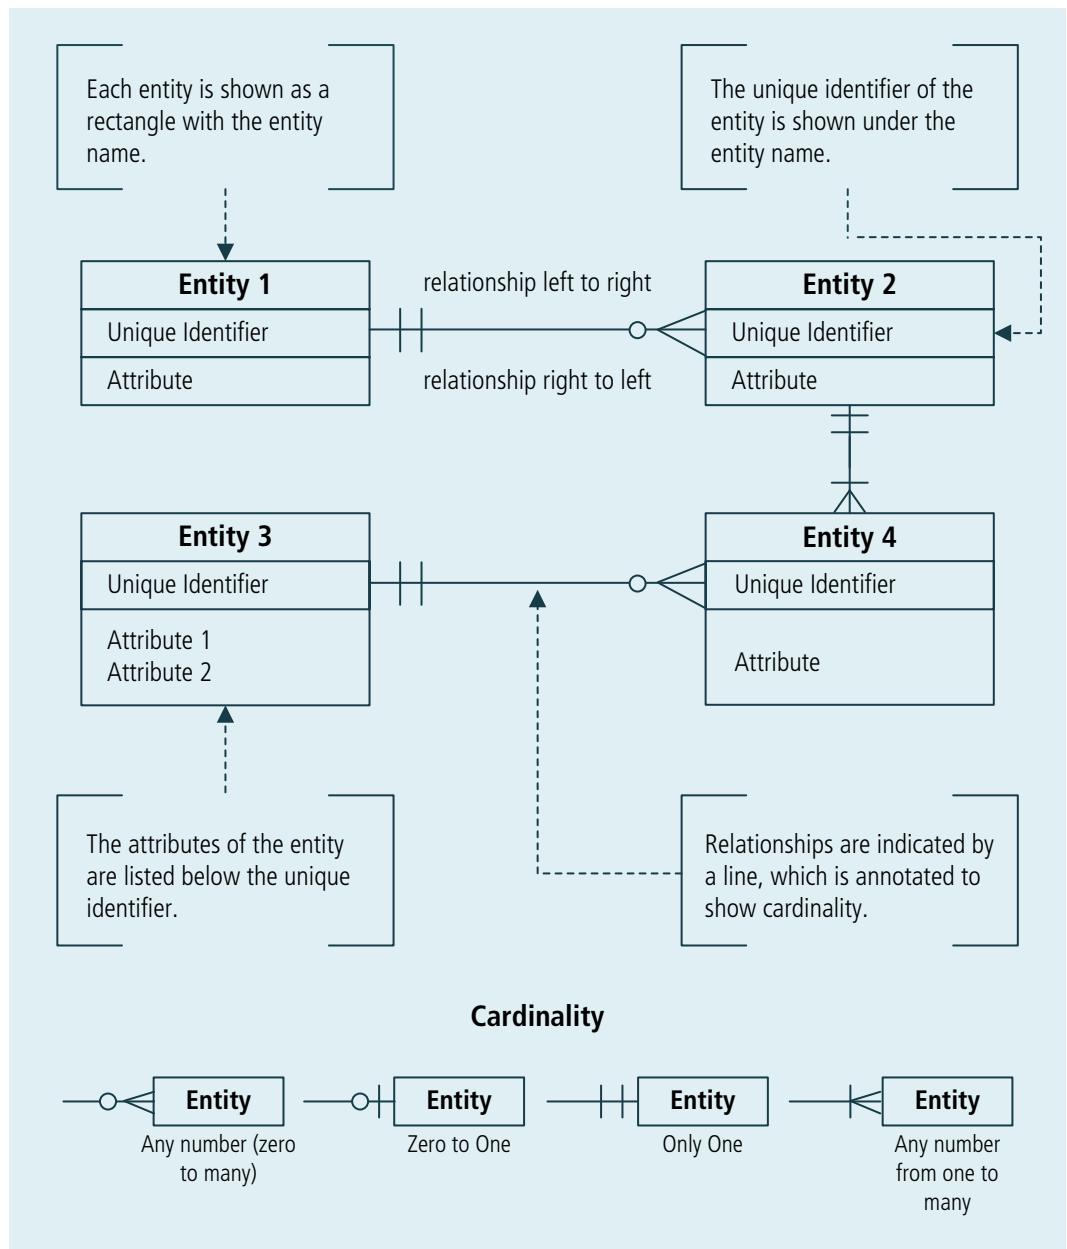 Each entity is shown as a
rectangle with the entity
name.
The unique identifier of the
entity is shown under the
entity name.
Entity 1
Unique Identifier
Attribute
relationship left to right
relationship right to left
Entity 2
Unique Identifier
Attribute
Entity 3
Unique Identifier
Attribute 1
Attribute 2
Entity 4
Unique Identifier
Attribute
The attributes of the entity
are listed below the unique
identifier.
Relationships are indicated by
a line, which is annotated to
show cardinality.
Cardinality
Entity
Any number (zero
to many)
Entity
Zero to One
Entity
Only One
Entity
Any number
from one to
many